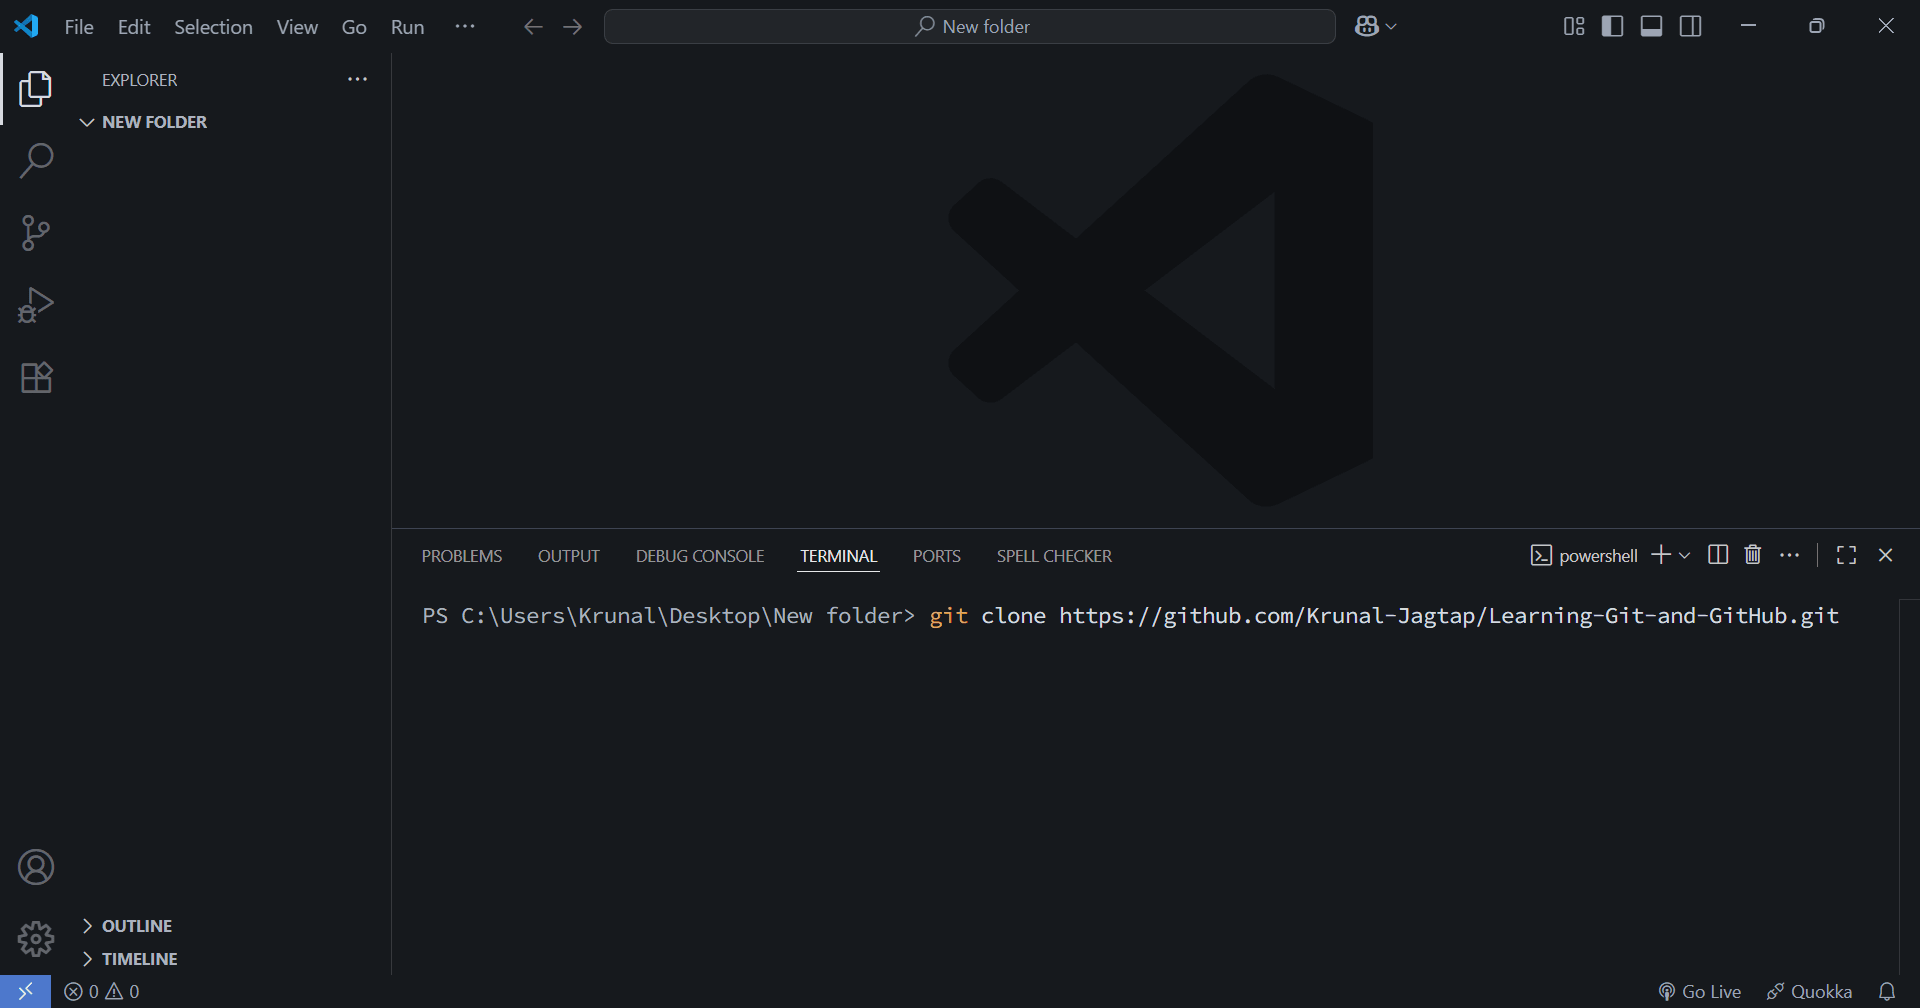 File Edit Selection View Go Run ··· New folder
EXPLORER ···
NEW FOLDER
PROBLEMS OUTPUT DEBUG CONSOLE TERMINAL PORTS SPELL CHECKER powershell ···
PS C:\Users\Krunal\Desktop\New folder> git clone https://github.com/Krunal-Jagtap/Learning-Git-and-GitHub.git
OUTLINE
TIMELINE
0 0 Go Live Quokka